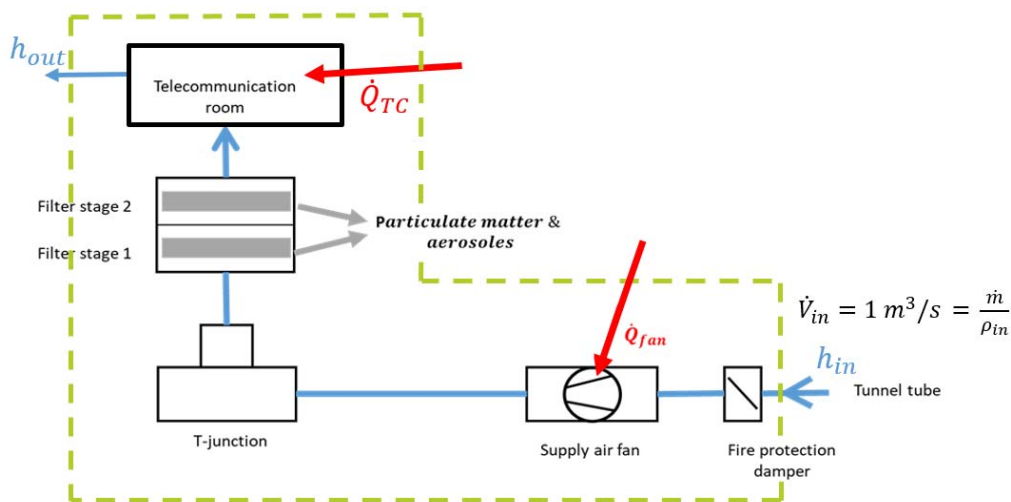 h_out
Telecommunication
room
Q̇_TC
Filter stage 2
Particulate matter &
aerosoles
Filter stage 1
V̇_in = 1 m³/s = ṁ/ρ_in
Q̇_fan
h_in
Tunnel tube
T-junction
Supply air fan
Fire protection
damper